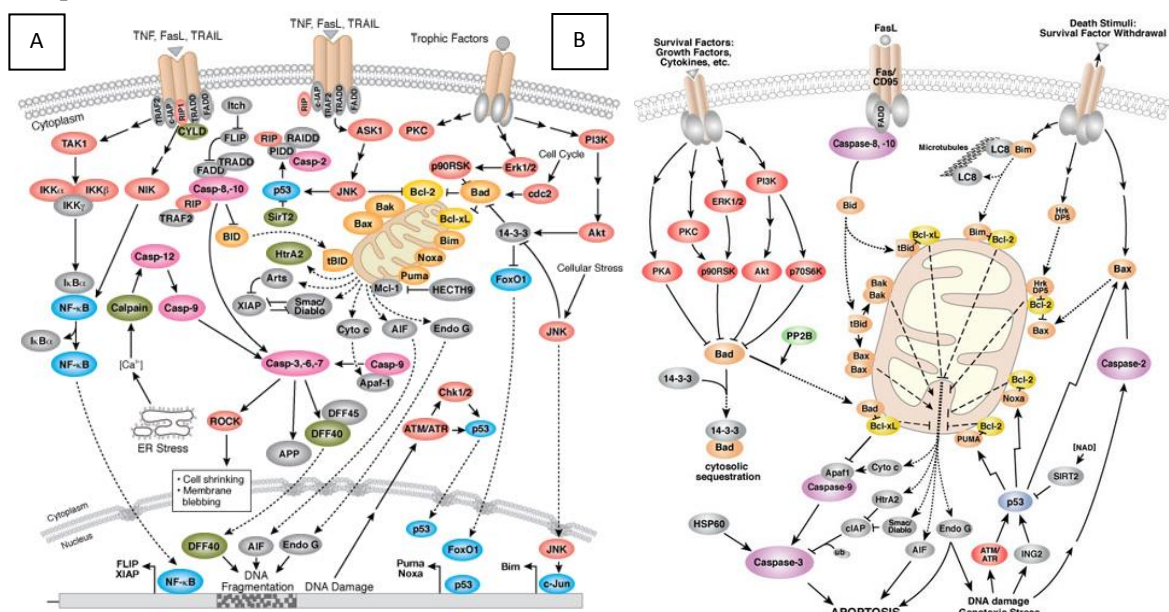 A
TNF, FasL, TRAIL
TNF, FasL, TRAIL
Trophic Factors
Cytoplasm
TRAF2
c-IAP
RIP1
TRADD
FADD
CYLD
RIP
c-IAP
TRAF2
TRADD
FADD
Itch
FLIP
TAK1
IKKα
IKKβ
IKKγ
NIK
FADD
TRADD
Casp-8,-10
RIP
TRAF2
RIP
RAIDD
PIDD
Casp-2
ASK1
PKC
PI3K
p53
JNK
SirT2
Bcl-2
p90RSK
Erk1/2
Cell Cycle
cdc2
Bad
Bak
Bax
Bcl-xL
Bim
Noxa
Puma
Mcl-1
14-3-3
Akt
BID
tBID
HtrA2
Arts
XIAP
Smac/
Diablo
HECTH9
FoxO1
Cellular Stress
JNK
IκBα
NF-κB
IκBα
NF-κB
Casp-12
Calpain
Casp-9
[Ca²⁺]
ER Stress
Cyto c
AIF
Endo G
Casp-3,-6,-7
Casp-9
Apaf-1
ROCK
APP
DFF45
DFF40
Chk1/2
ATM/ATR
p53
• Cell shrinking
• Membrane
blebbing
Cytoplasm
Nucleus
DFF40
AIF
Endo G
DNA
Fragmentation
DNA Damage
FLIP
XIAP
NF-κB
p53
FoxO1
Puma
Noxa
p53
JNK
Bim
c-Jun
B
Survival Factors:
Growth Factors,
Cytokines, etc.
FasL
Fas/
CD95
FADD
Death Stimuli:
Survival Factor Withdrawal
Caspase-8, -10
Microtubules
LC8
Bim
LC8
Bid
Hrk
DP5
PI3K
ERK1/2
PKC
PKA
p90RSK
Akt
p70S6K
tBid
Bcl-xL
Bim
Bcl-2
Bak
Bak
tBid
Bax
Bax
Hrk
DP5
Bcl-2
Bax
Bax
PP2B
Bad
14-3-3
14-3-3
Bad
cytosolic
sequestration
Bad
Bcl-xL
Bcl-2
Noxa
PUMA
Bcl-2
Caspase-2
[NAD]
SIRT2
p53
Apaf1
Caspase-9
Cyto c
HtrA2
HSP60
cIAP
Smac/
Diablo
Endo G
AIF
Caspase-3
ATM/
ATR
ING2
DNA damage
Genotoxic Stress
APOPTOSIS